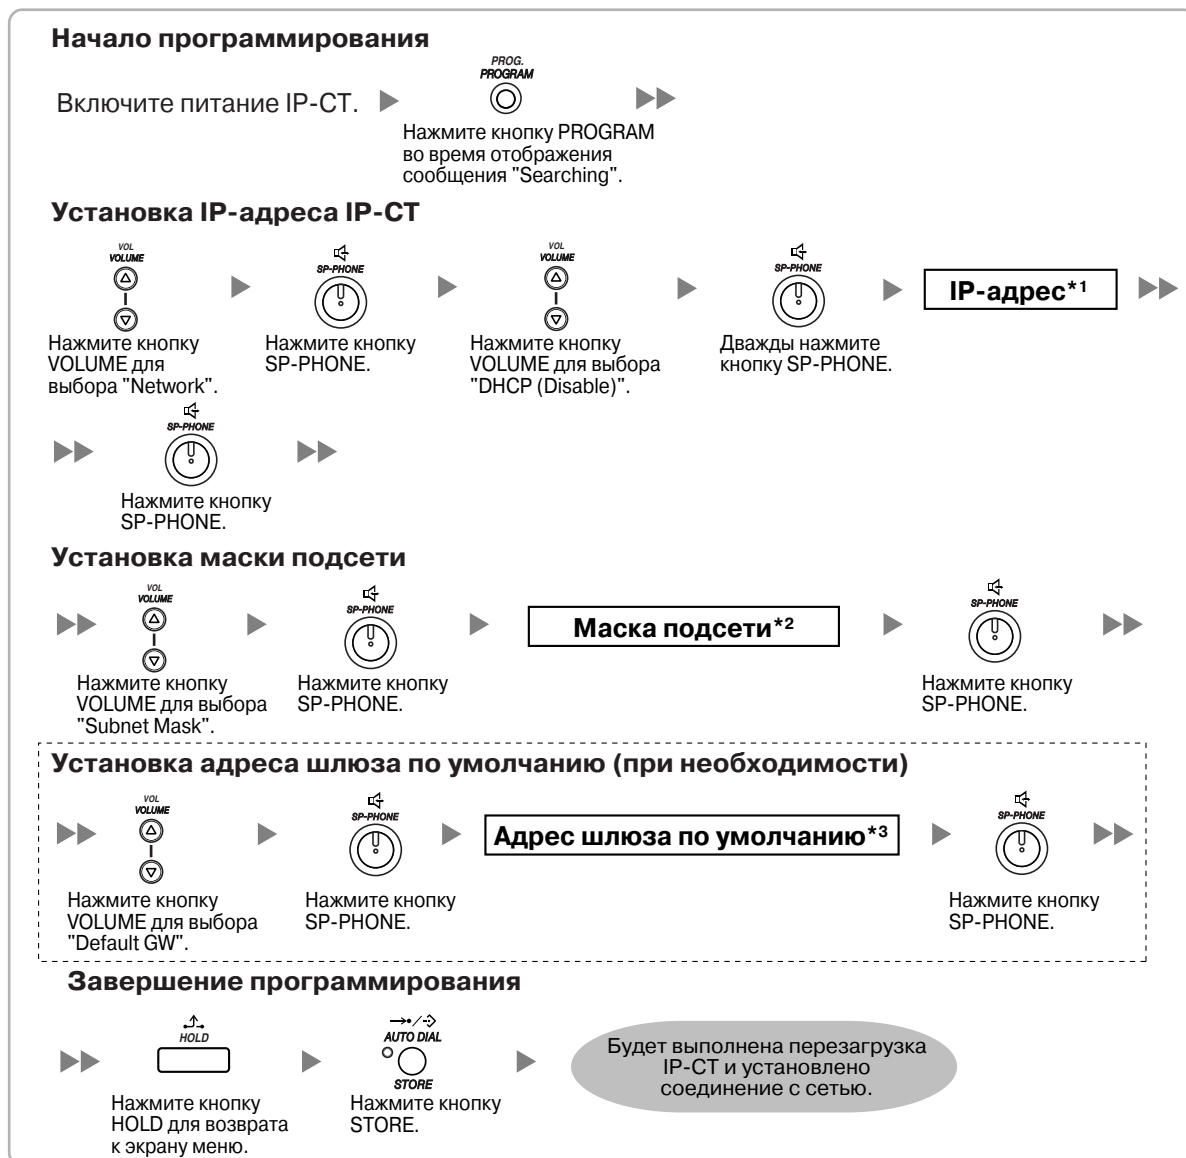 Начало программирования
PROG.
PROGRAM
Включите питание IP-CT.
Нажмите кнопку PROGRAM
во время отображения
сообщения "Searching".
Установка IP-адреса IP-CT
VOL
VOLUME
Нажмите кнопку
VOLUME для
выбора "Network".
SP-PHONE
Нажмите кнопку
SP-PHONE.
VOL
VOLUME
Нажмите кнопку
VOLUME для выбора
"DHCP (Disable)".
SP-PHONE
Дважды нажмите
кнопку SP-PHONE.
IP-адрес*1
SP-PHONE
Нажмите кнопку
SP-PHONE.
Установка маски подсети
VOL
VOLUME
Нажмите кнопку
VOLUME для выбора
"Subnet Mask".
SP-PHONE
Нажмите кнопку
SP-PHONE.
Маска подсети*2
SP-PHONE
Нажмите кнопку
SP-PHONE.
Установка адреса шлюза по умолчанию (при необходимости)
VOL
VOLUME
Нажмите кнопку
VOLUME для выбора
"Default GW".
SP-PHONE
Нажмите кнопку
SP-PHONE.
Адрес шлюза по умолчанию*3
SP-PHONE
Нажмите кнопку
SP-PHONE.
Завершение программирования
HOLD
Нажмите кнопку
HOLD для возврата
к экрану меню.
AUTO DIAL
STORE
Нажмите кнопку
STORE.
Будет выполнена перезагрузка
IP-CT и установлено
соединение с сетью.